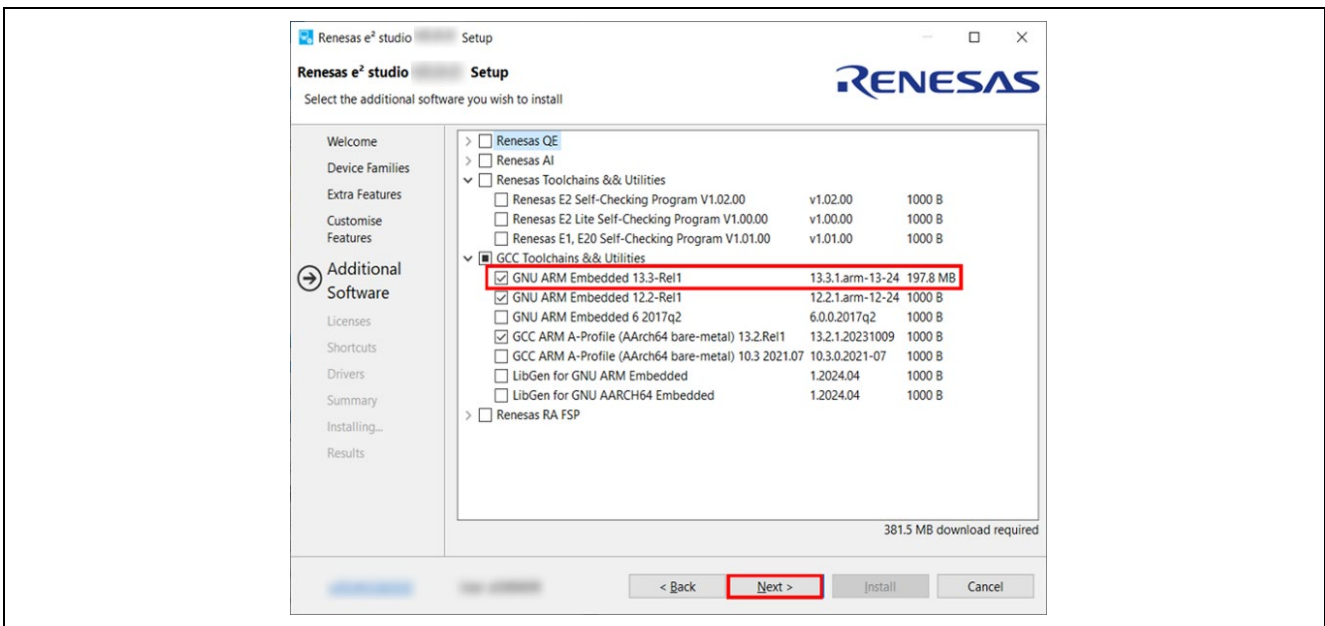 Renesas e² studio Setup
Renesas e² studio Setup
RENESAS
Select the additional software you wish to install
Welcome
Device Families
Extra Features
Customise
Features
Additional
Software
Licenses
Shortcuts
Drivers
Summary
Installing...
Results
Renesas QE
Renesas AI
Renesas Toolchains && Utilities
Renesas E2 Self-Checking Program V1.02.00 v1.02.00 1000 B
Renesas E2 Lite Self-Checking Program V1.00.00 v1.00.00 1000 B
Renesas E1, E20 Self-Checking Program V1.01.00 v1.01.00 1000 B
GCC Toolchains && Utilities
GNU ARM Embedded 13.3-Rel1 13.3.1.arm-13-24 197.8 MB
GNU ARM Embedded 12.2-Rel1 12.2.1.arm-12-24 1000 B
GNU ARM Embedded 6 2017q2 6.0.0.2017q2 1000 B
GCC ARM A-Profile (AArch64 bare-metal) 13.2.Rel1 13.2.1.20231009 1000 B
GCC ARM A-Profile (AArch64 bare-metal) 10.3 2021.07 10.3.0.2021-07 1000 B
LibGen for GNU ARM Embedded 1.2024.04 1000 B
LibGen for GNU AARCH64 Embedded 1.2024.04 1000 B
Renesas RA FSP
381.5 MB download required
< Back Next > Install Cancel